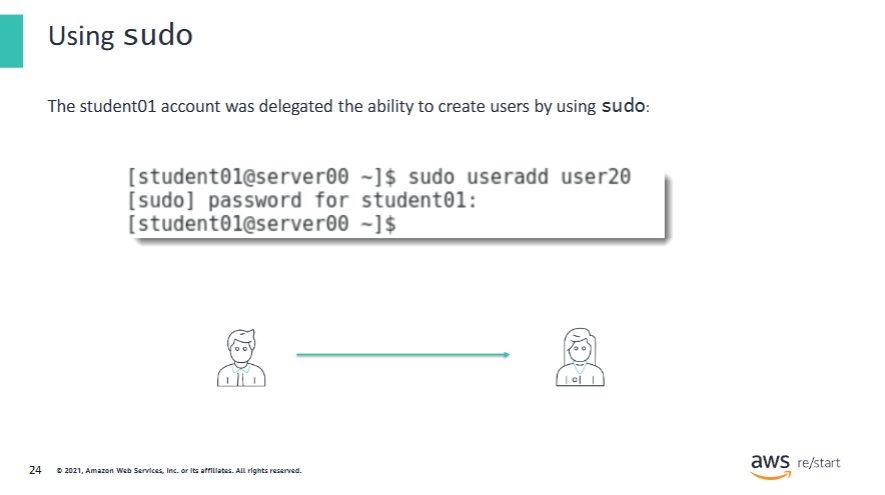 Using sudo
The student01 account was delegated the ability to create users by using sudo:
[student01@server00 ~]$ sudo useradd user20
[sudo] password for student01:
[student01@server00 ~]$
24 © 2021, Amazon Web Services, Inc. or its affiliates. All rights reserved.
aws re/start